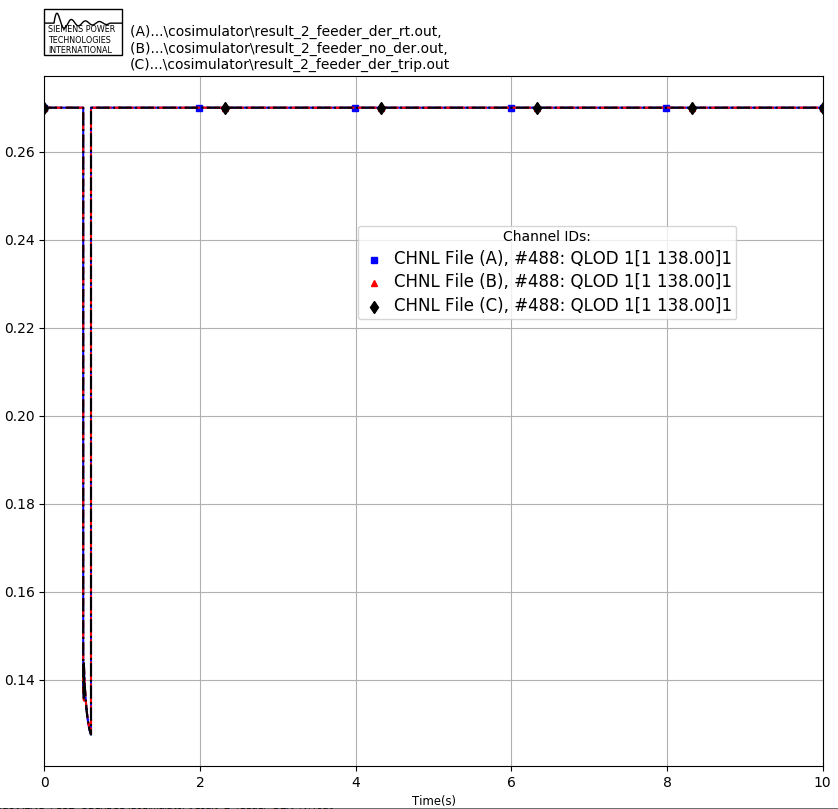 SIEMENS POWER
TECHNOLOGIES
INTERNATIONAL
(A)...\cosimulator\result_2_feeder_der_rt.out,
(B)...\cosimulator\result_2_feeder_no_der.out,
(C)...\cosimulator\result_2_feeder_der_trip.out
0.26
0.24
Channel IDs:
CHNL File (A), #488: QLOD 1[1 138.00]1
CHNL File (B), #488: QLOD 1[1 138.00]1
CHNL File (C), #488: QLOD 1[1 138.00]1
0.22
0.20
0.18
0.16
0.14
0 2 4 6 8 10
Time(s)